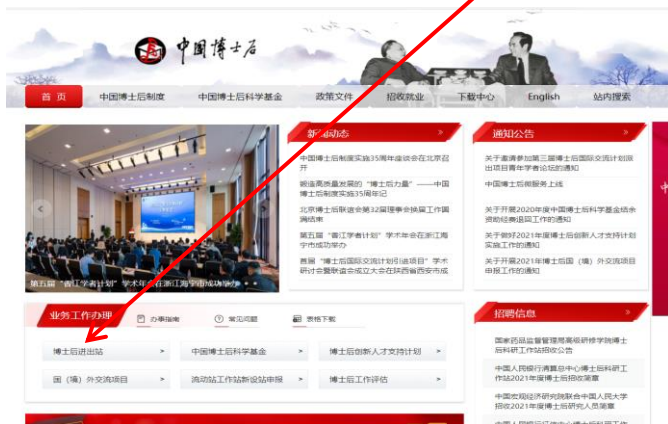 中国博士后
首 页
中国博士后制度
中国博士后科学基金
政策文件
招收就业
下载中心
English
站内搜索
第五届“香江学者计划”学术年会在浙江海宁市成功举办
新闻动态
中国博士后制度实施35周年座谈会在北京召
开
锻造高质量发展的“博士后力量”——中国
博士后制度实施35周年记
北京博士后联谊会第32届理事会换届工作圆
满结束
第五届“香江学者计划”学术年会在浙江海
宁市成功举办
首届“博士后国际交流计划引进项目”学术
研讨会暨联谊会成立大会在陕西省西安市成
通知公告
关于邀请参加第三届博士后国际交流计划派
出项目青年学者论坛的通知
中国博士后微服务上线
关于开展2020年度中国博士后科学基金结余
资助经费退回工作的通知
关于做好2021年度博士后创新人才支持计划
实施工作的通知
关于开展2021年博士后国（境）外交流项目
申报工作的通知
业务工作办理
办事指南
常见问题
表格下载
博士后进出站 >
中国博士后科学基金 >
博士后创新人才支持计划 >
国（境）外交流项目 >
流动站工作站新设站申报 >
博士后工作评估 >
招聘信息
国家药品监督管理局高级研修学院博士
后科研工作站招收公告
中国人民银行清算总中心博士后科研工
作站2021年度博士后招收简章
中国宏观经济研究院联合中国人民大学
招收2021年度博士后研究人员简章